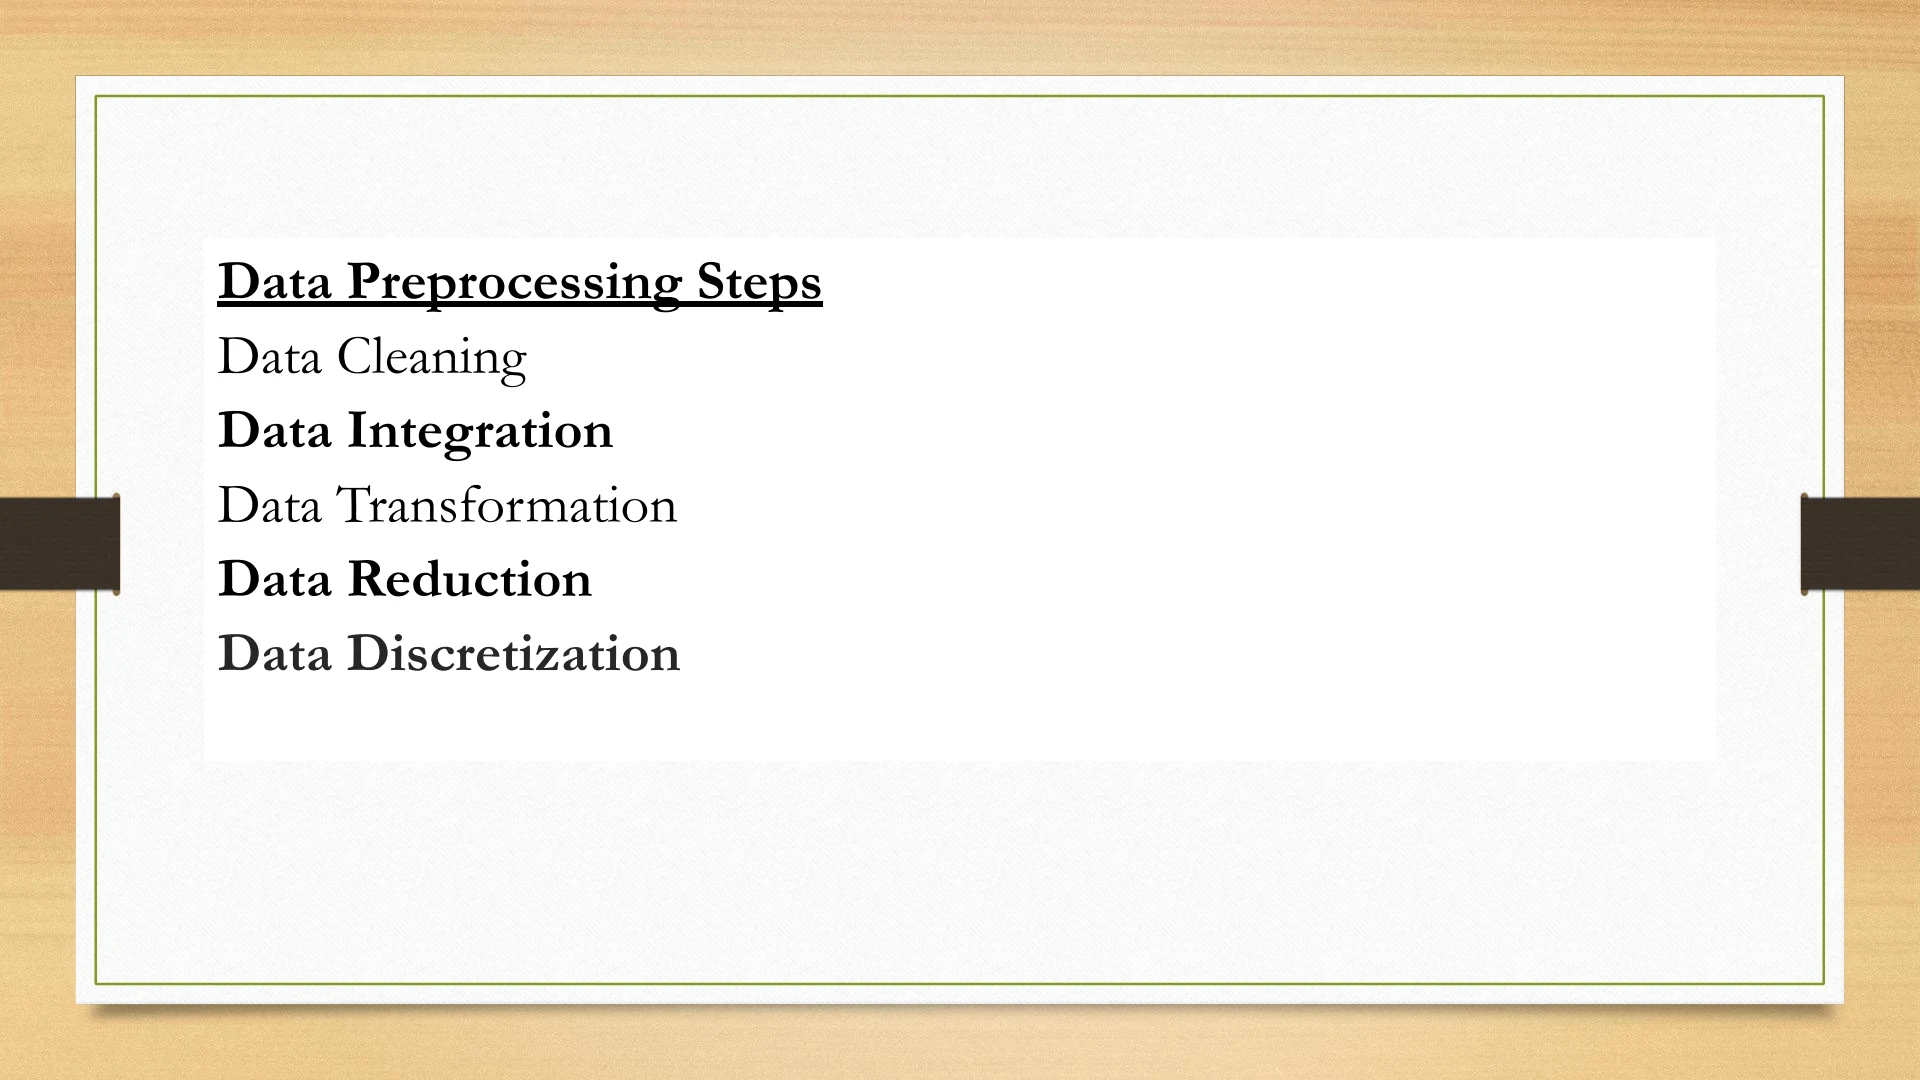 Data Preprocessing Steps
Data Cleaning
Data Integration
Data Transformation
Data Reduction
Data Discretization